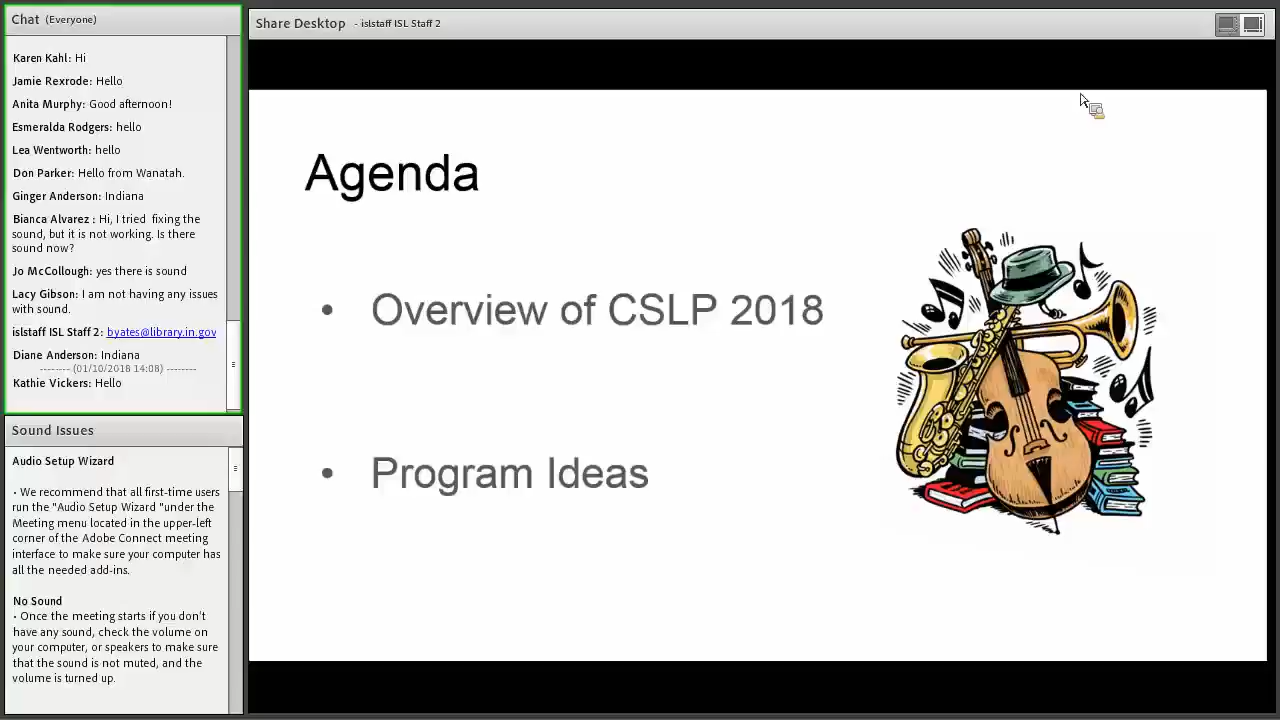 Chat (Everyone)
Karen Kahl: Hi
Jamie Rexrode: Hello
Anita Murphy: Good afternoon!
Esmeralda Rodgers: hello
Lea Wentworth: hello
Don Parker: Hello from Wanatah.
Ginger Anderson: Indiana
Bianca Alvarez : Hi, I tried fixing the
sound, but it is not working. Is there
sound now?
Jo McCollough: yes there is sound
Lacy Gibson: I am not having any issues
with sound.
islstaff ISL Staff 2: byates@library.in.gov
Diane Anderson: Indiana
-------- (01/10/2018 14:08) --------
Kathie Vickers: Hello
Sound Issues
Audio Setup Wizard
• We recommend that all first-time users
run the "Audio Setup Wizard "under the
Meeting menu located in the upper-left
corner of the Adobe Connect meeting
interface to make sure your computer has
all the needed add-ins.
No Sound
• Once the meeting starts if you don't
have any sound, check the volume on
your computer, or speakers to make sure
that the sound is not muted, and the
volume is turned up.
Share Desktop - islstaff ISL Staff 2
Agenda
• Overview of CSLP 2018
• Program Ideas